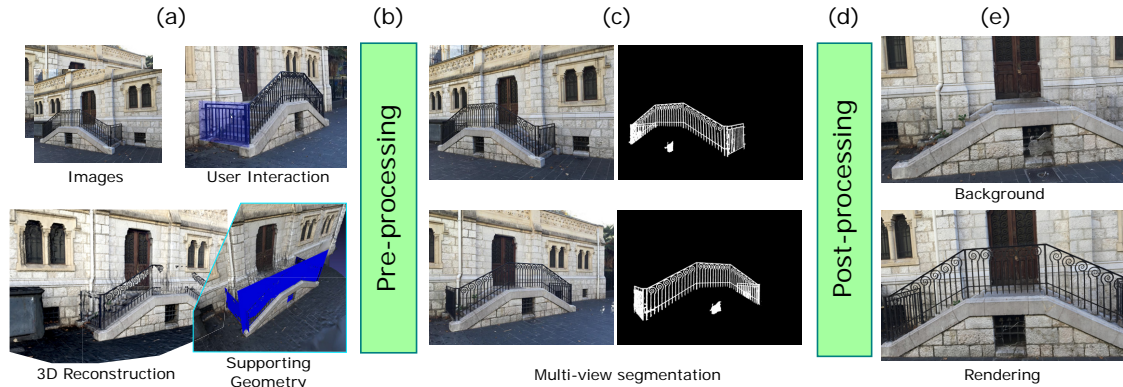 (a) (b) (c) (d) (e)
Images
User Interaction
3D Reconstruction
Supporting
Geometry
Pre-processing
Multi-view segmentation
Post-processing
Background
Rendering